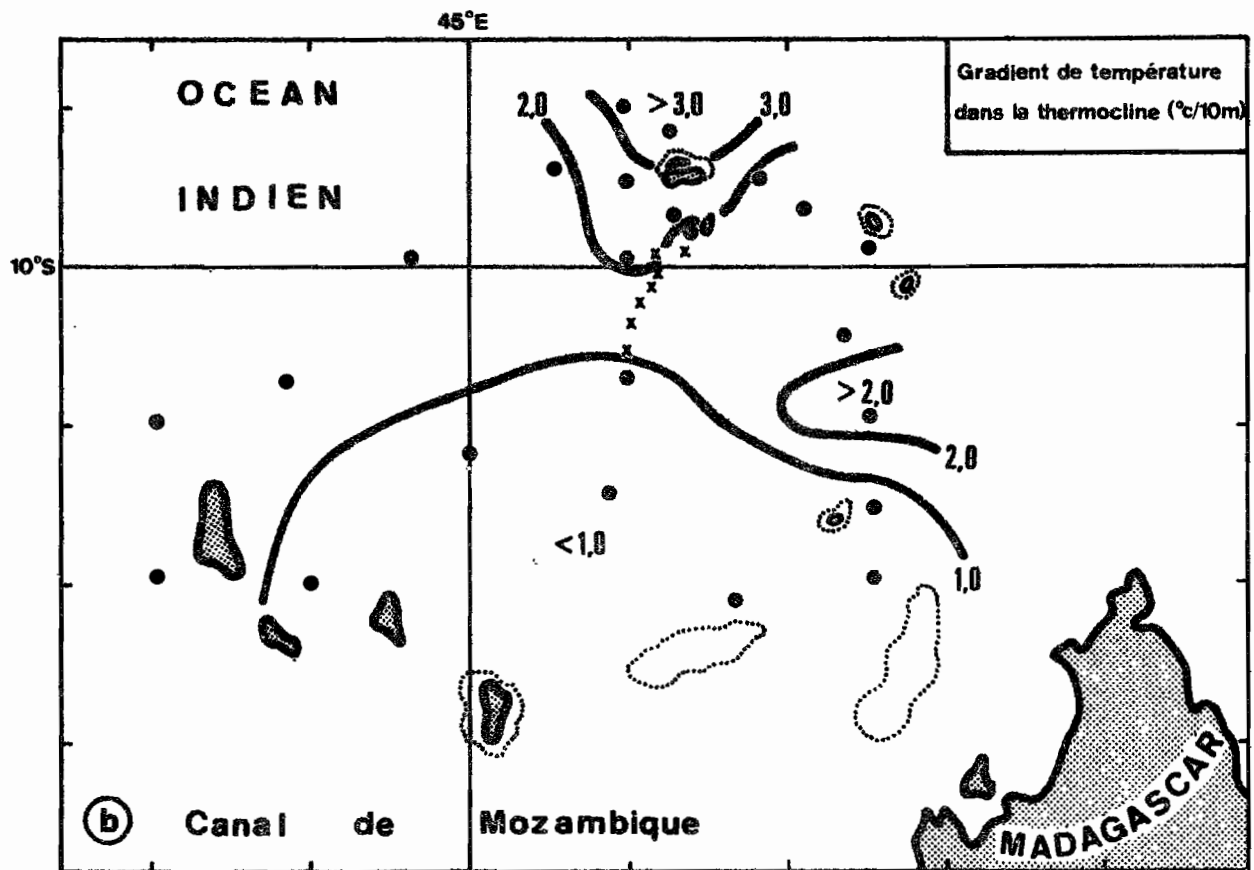 45°E
Gradient de température
dans la thermocline (°c/10m)
OCEAN
INDIEN
2,0
>3,0
3,0
10°S
>2,0
2,0
<1,0
1,0
b Canal de Mozambique
MADAGASCAR